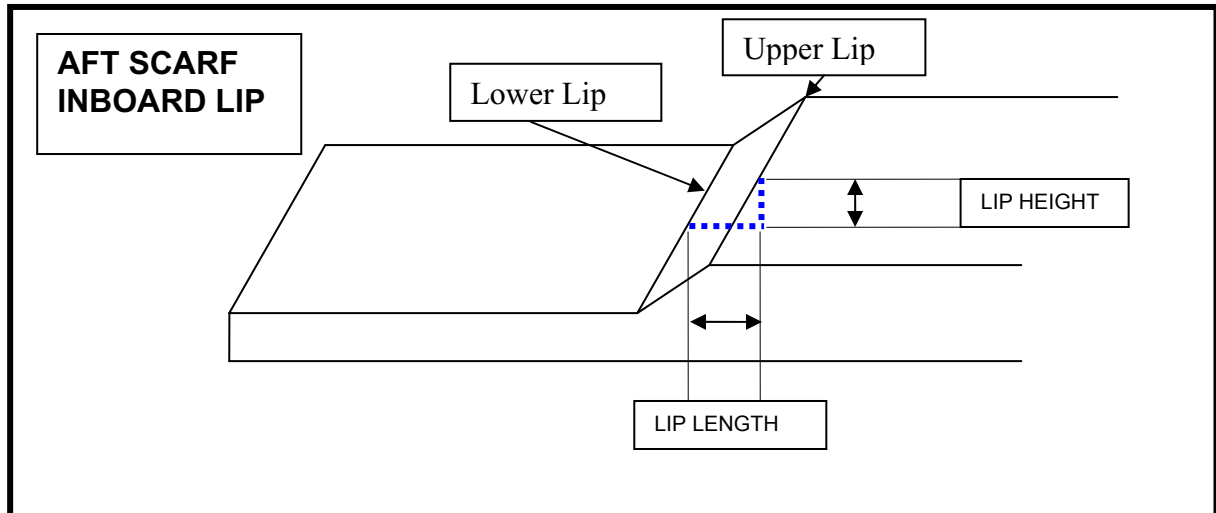 AFT SCARF
INBOARD LIP
Upper Lip
Lower Lip
LIP HEIGHT
LIP LENGTH